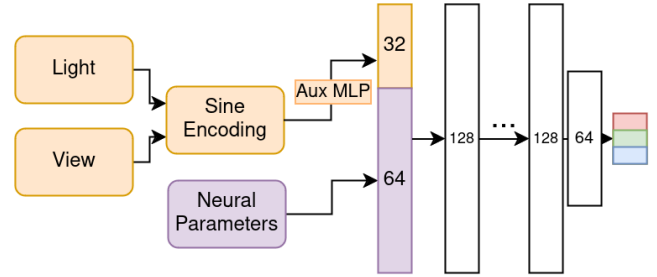 Light
View
Sine
Encoding
Aux MLP
Neural
Parameters
32
64
128
...
128
64